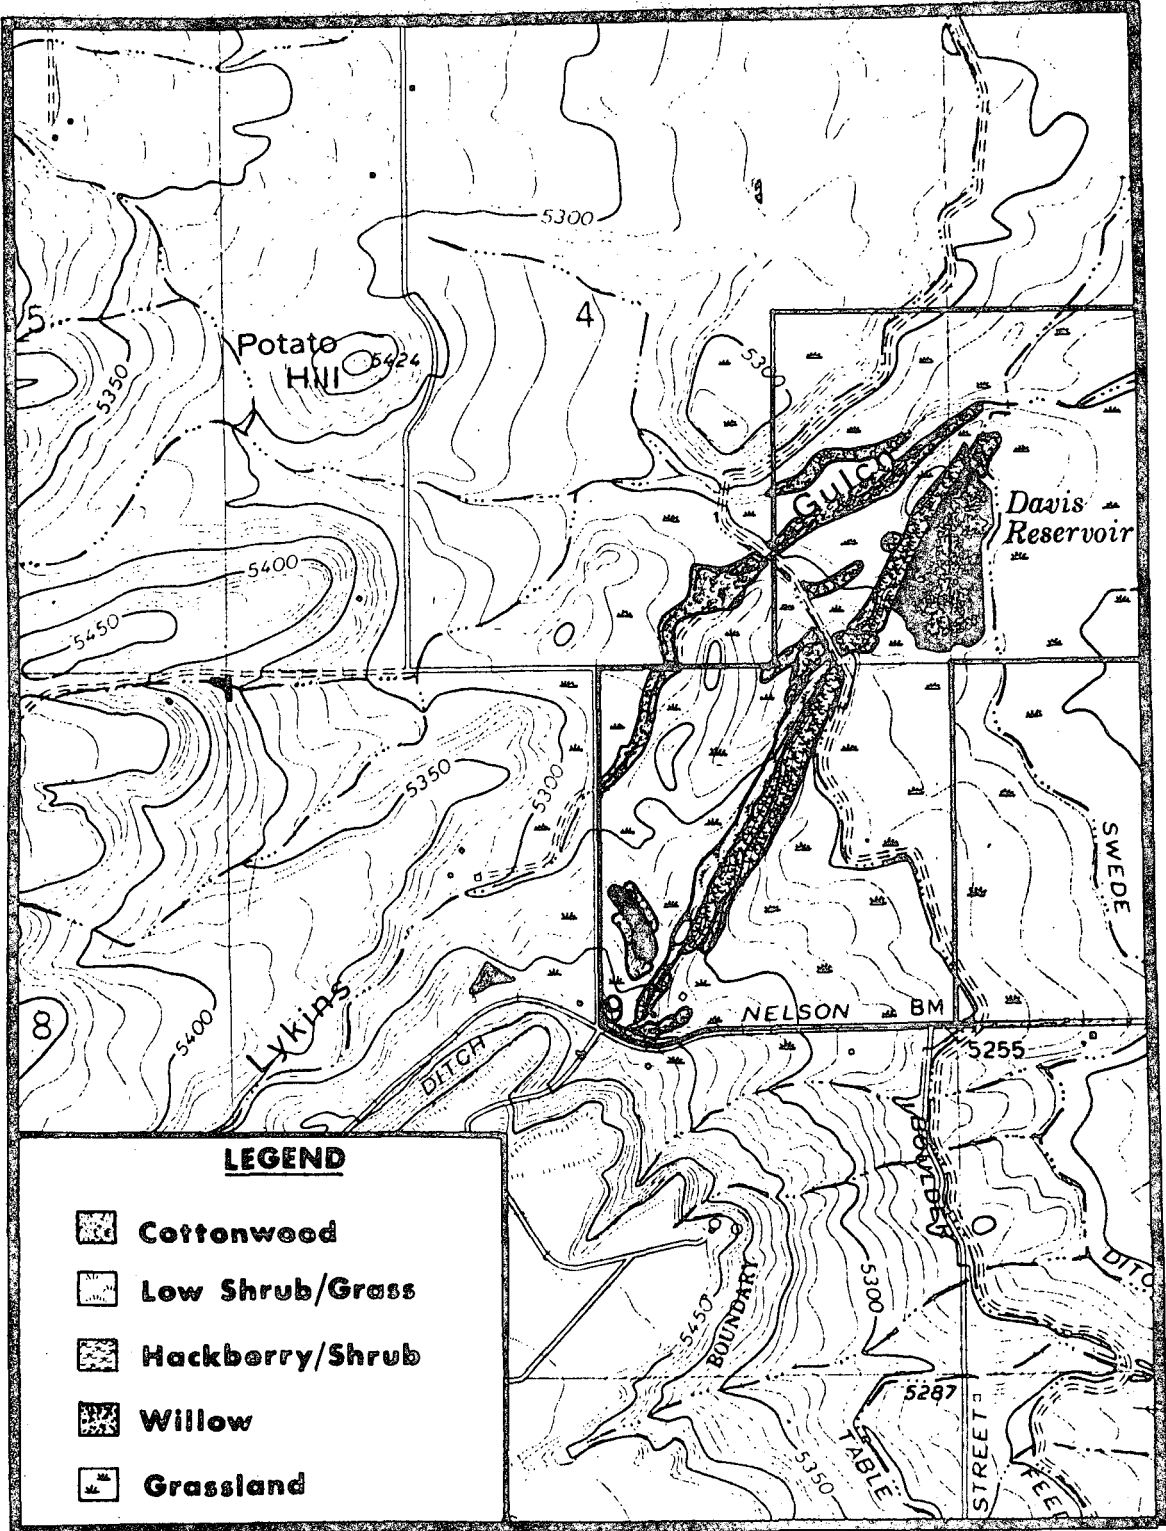 5300
5
4
Potato
Hill
5424
5300
5350
Gulch
Davis
Reservoir
5400
5450
5350
5300
SWEDE
Lykins
9
8
5400
NELSON
BM
5255
DITCH
BOULDER
LEGEND
Cottonwood
Low Shrub/Grass
Hackberry/Shrub
Willow
Grassland
DITC
5300
5450
BOUNDARY
5287
TABLE
STREET
FEED
5350